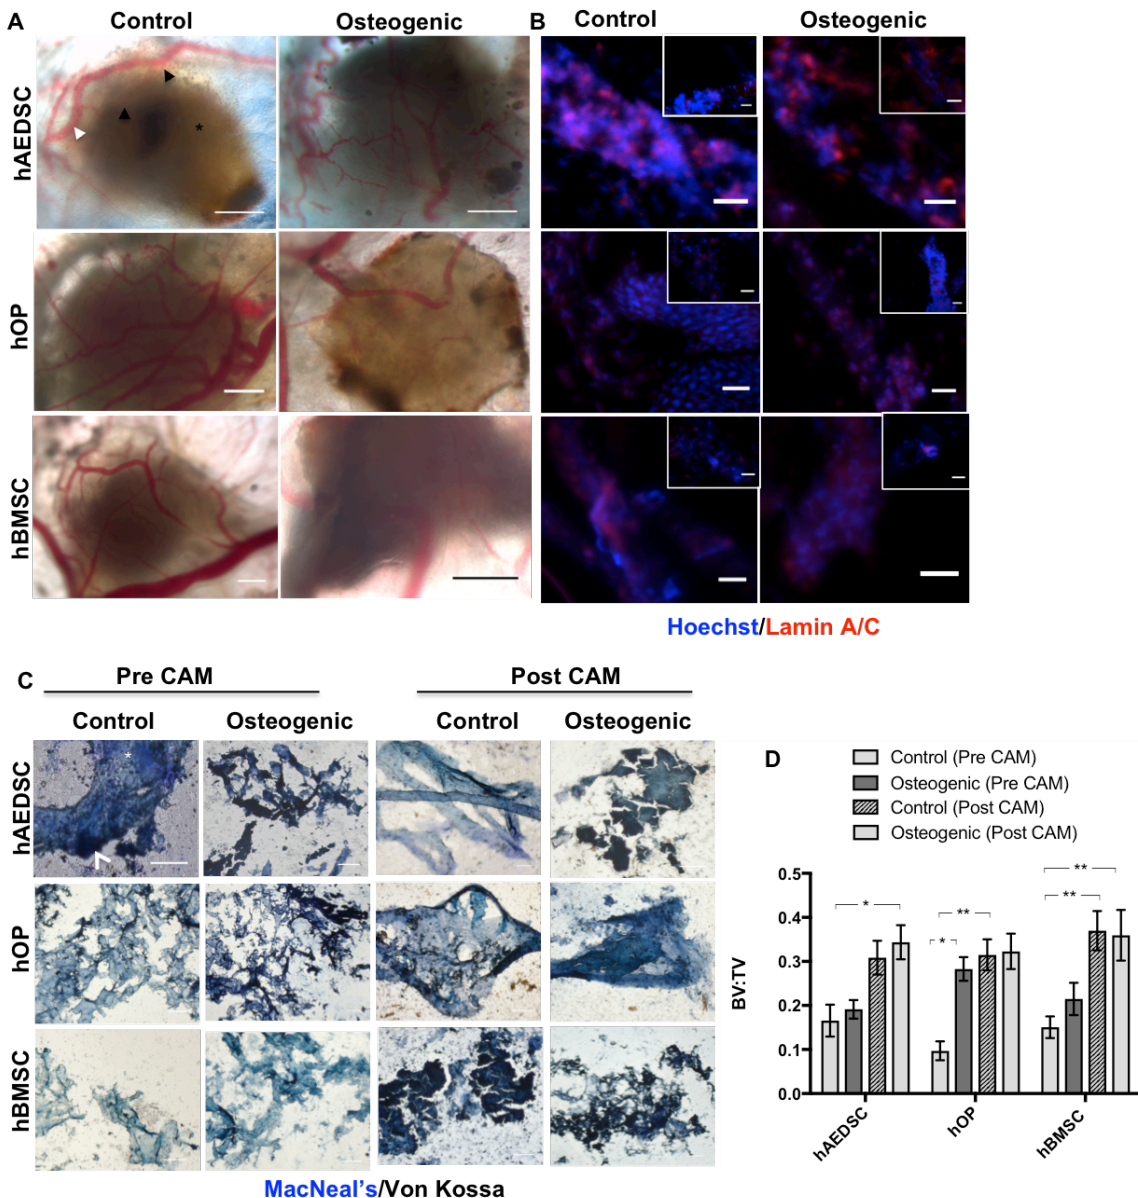 A
Control
Osteogenic
hAEDSC
*
hOP
hBMSC
B
Control
Osteogenic
Hoechst/Lamin A/C
C
Pre CAM
Post CAM
Control
Osteogenic
Control
Osteogenic
hAEDSC
*
hOP
hBMSC
MacNeal's/Von Kossa
D
Control (Pre CAM)
Osteogenic (Pre CAM)
Control (Post CAM)
Osteogenic (Post CAM)
BV:TV
0.5
0.4
0.3
0.2
0.1
0.0
*
*
**
**
**
hAEDSC
hOP
hBMSC